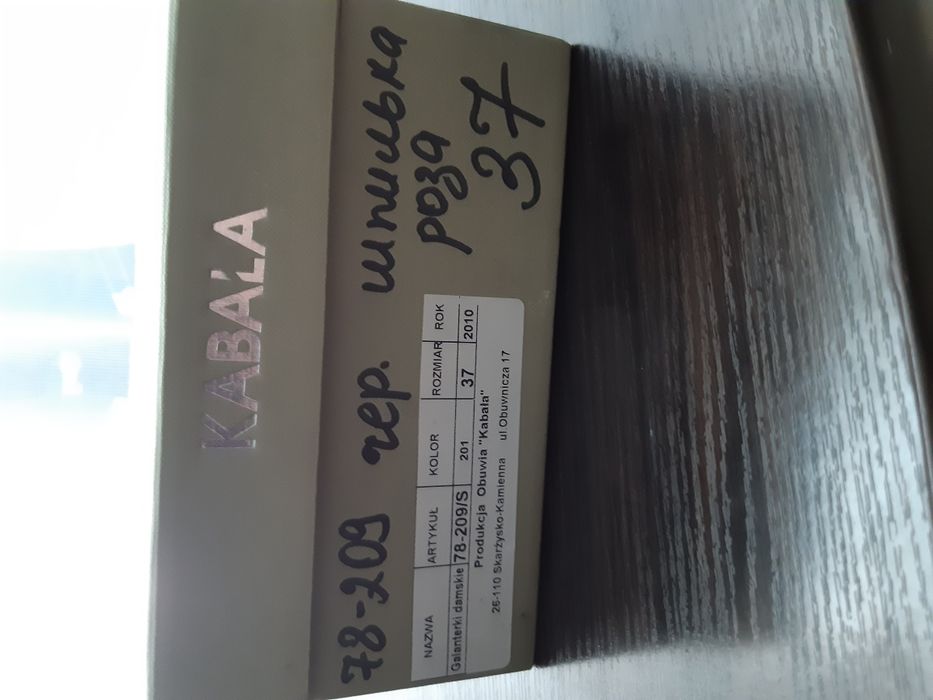 KABAŁA
78-209 чер. шпилька
роза
37
NAZWA ARTYKUŁ KOLOR ROZMIAR ROK
Galanterki damskie 78-209/S 201 37 2010
Produkcja Obuwia "Kabała"
26-110 Skarżysko-Kamienna ul Obuwnicza 17